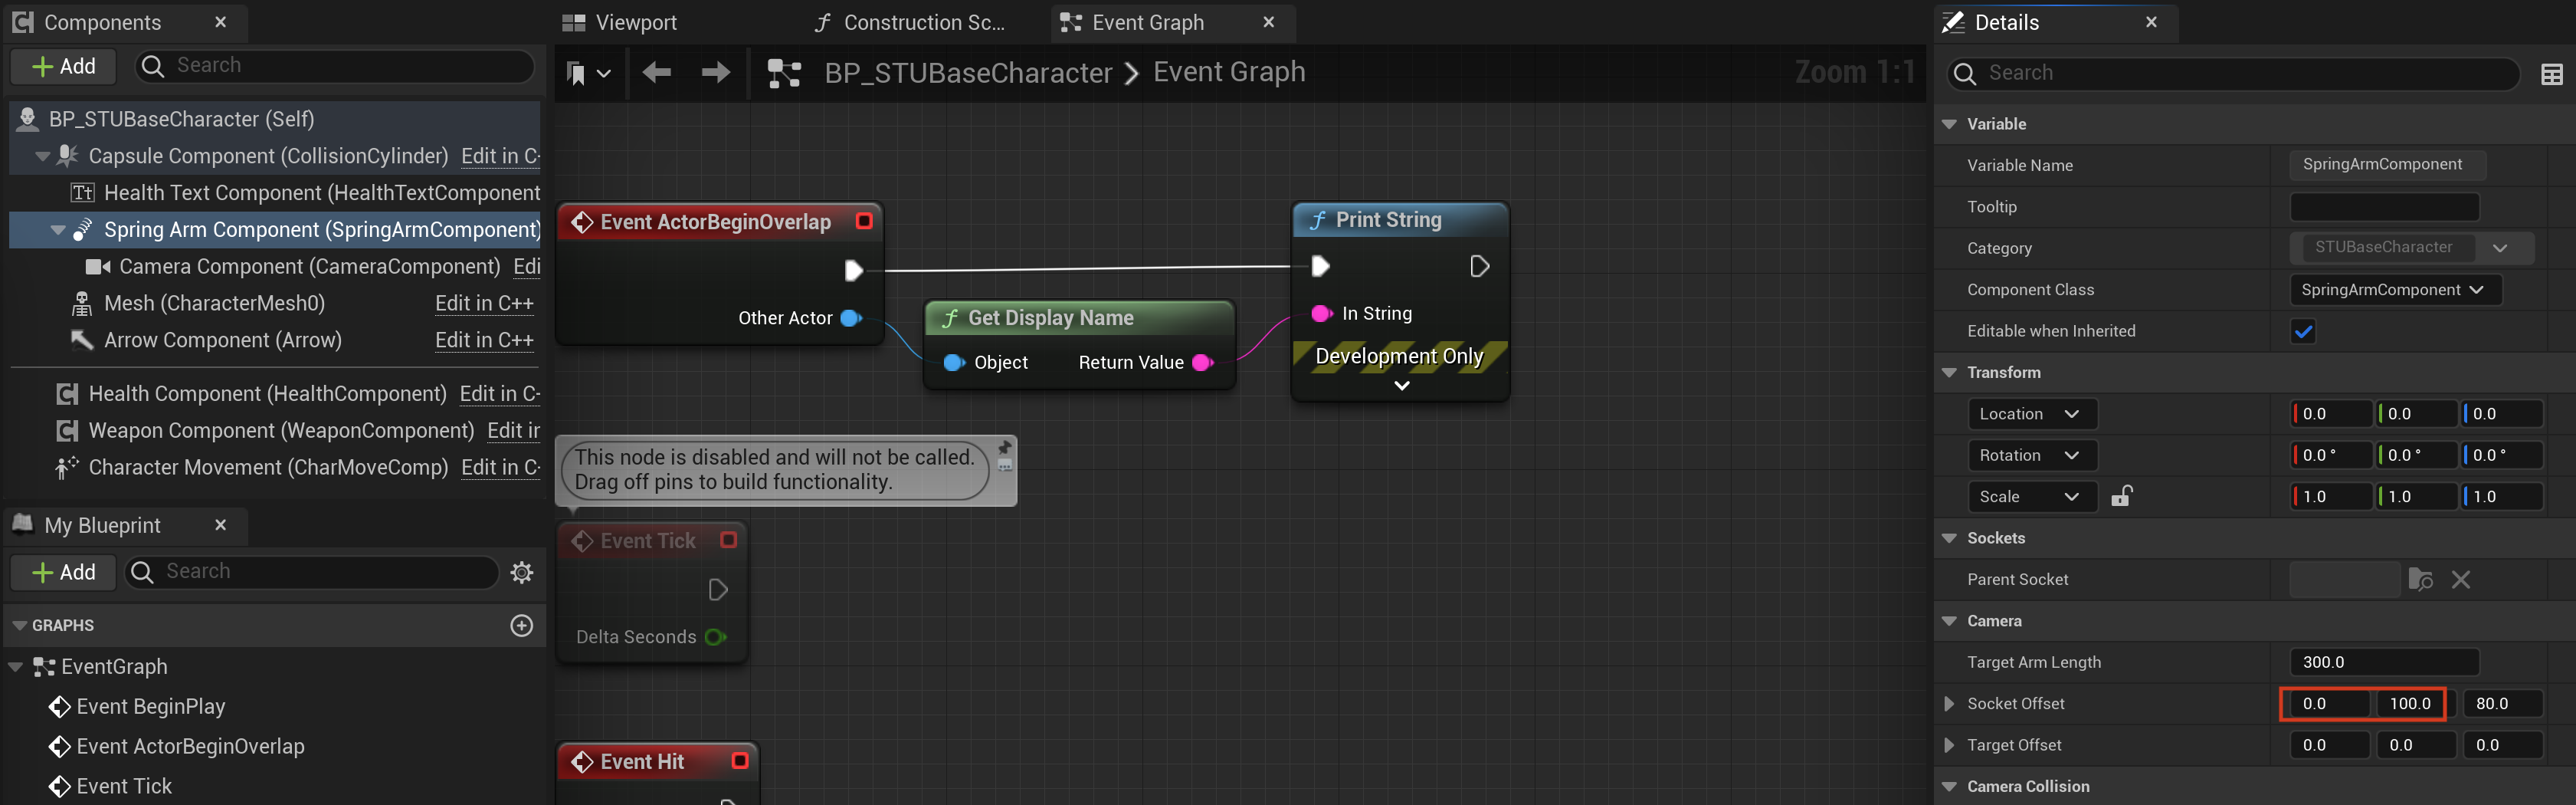 Components
Add
Search
BP_STUBaseCharacter (Self)
Capsule Component (CollisionCylinder) Edit in C
Health Text Component (HealthTextComponent
Spring Arm Component (SpringArmComponent)
Camera Component (CameraComponent) Edi
Mesh (CharacterMesh0) Edit in C++
Arrow Component (Arrow) Edit in C++
Health Component (HealthComponent) Edit in C
Weapon Component (WeaponComponent) Edit in
Character Movement (CharMoveComp) Edit in C
My Blueprint
Add
Search
GRAPHS
EventGraph
Event BeginPlay
Event ActorBeginOverlap
Event Tick
Viewport
Construction Sc...
Event Graph
BP_STUBaseCharacter > Event Graph
Zoom 1:1
Event ActorBeginOverlap
Other Actor
Get Display Name
Object Return Value
Print String
In String
Development Only
This node is disabled and will not be called.
Drag off pins to build functionality.
Event Tick
Delta Seconds
Event Hit
Details
Search
Variable
Variable Name SpringArmComponent
Tooltip
Category STUBaseCharacter
Component Class SpringArmComponent
Editable when Inherited
Transform
Location 0.0 0.0 0.0
Rotation 0.0 ° 0.0 ° 0.0 °
Scale 1.0 1.0 1.0
Sockets
Parent Socket
Camera
Target Arm Length 300.0
Socket Offset 0.0 100.0 80.0
Target Offset 0.0 0.0 0.0
Camera Collision